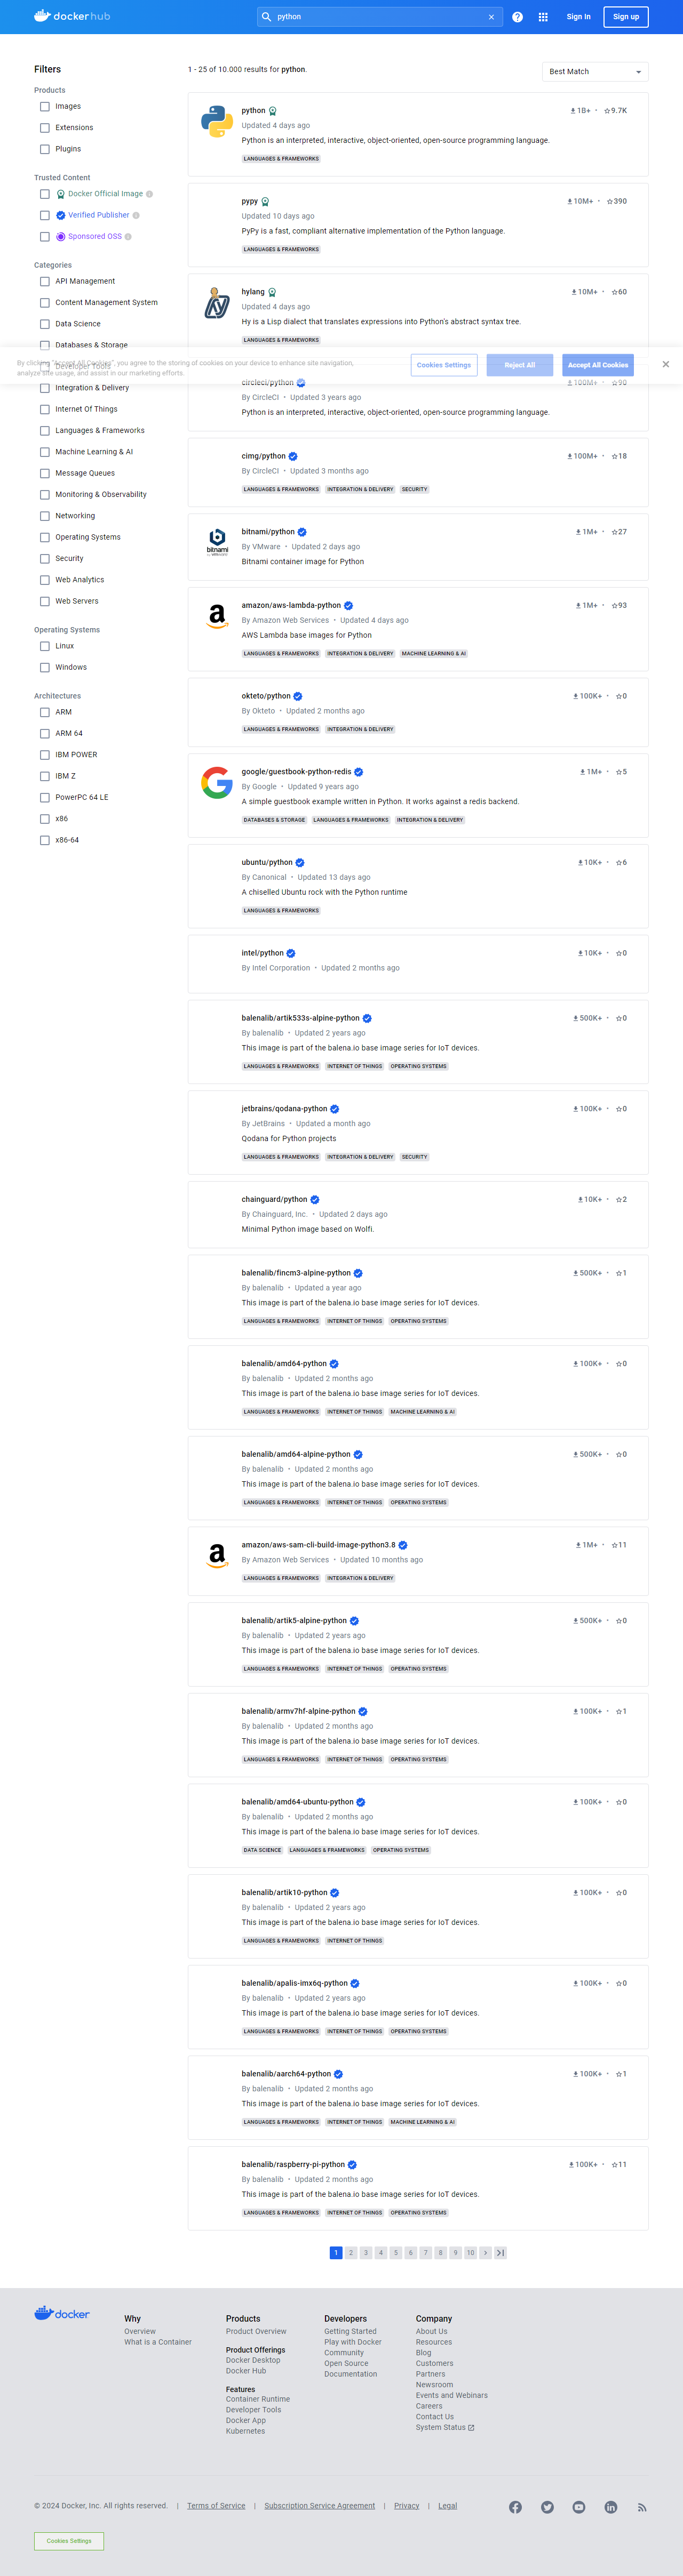 dockerhub
python
Sign In
Sign up
Filters
Products
Images
Extensions
Plugins
Trusted Content
Docker Official Image
Verified Publisher
Sponsored OSS
Categories
API Management
Content Management System
Data Science
Databases & Storage
Developer Tools
Integration & Delivery
Internet Of Things
Languages & Frameworks
Machine Learning & AI
Message Queues
Monitoring & Observability
Networking
Operating Systems
Security
Web Analytics
Web Servers
Operating Systems
Linux
Windows
Architectures
ARM
ARM 64
IBM POWER
IBM Z
PowerPC 64 LE
x86
x86-64
1 - 25 of 10.000 results for python.
Best Match
python 1B+ • 9.7K
Updated 4 days ago
Python is an interpreted, interactive, object-oriented, open-source programming language.
LANGUAGES & FRAMEWORKS
pypy 10M+ • 390
Updated 10 days ago
PyPy is a fast, compliant alternative implementation of the Python language.
LANGUAGES & FRAMEWORKS
hylang 10M+ • 60
Updated 4 days ago
Hy is a Lisp dialect that translates expressions into Python's abstract syntax tree.
LANGUAGES & FRAMEWORKS
By clicking "Accept All Cookies", you agree to the storing of cookies on your device to enhance site navigation,
analyze site usage, and assist in our marketing efforts.
Cookies Settings
Reject All
Accept All Cookies
circleci/python 100M+ • 90
By CircleCI • Updated 3 years ago
Python is an interpreted, interactive, object-oriented, open-source programming language.
cimg/python 100M+ • 18
By CircleCI • Updated 3 months ago
LANGUAGES & FRAMEWORKS INTEGRATION & DELIVERY SECURITY
bitnami
by VMware
bitnami/python 1M+ • 27
By VMware • Updated 2 days ago
Bitnami container image for Python
amazon/aws-lambda-python 1M+ • 93
By Amazon Web Services • Updated 4 days ago
AWS Lambda base images for Python
LANGUAGES & FRAMEWORKS INTEGRATION & DELIVERY MACHINE LEARNING & AI
okteto/python 100K+ • 0
By Okteto • Updated 2 months ago
LANGUAGES & FRAMEWORKS INTEGRATION & DELIVERY
google/guestbook-python-redis 1M+ • 5
By Google • Updated 9 years ago
A simple guestbook example written in Python. It works against a redis backend.
DATABASES & STORAGE LANGUAGES & FRAMEWORKS INTEGRATION & DELIVERY
ubuntu/python 10K+ • 6
By Canonical • Updated 13 days ago
A chiselled Ubuntu rock with the Python runtime
LANGUAGES & FRAMEWORKS
intel/python 10K+ • 0
By Intel Corporation • Updated 2 months ago
balenalib/artik533s-alpine-python 500K+ • 0
By balenalib • Updated 2 years ago
This image is part of the balena.io base image series for IoT devices.
LANGUAGES & FRAMEWORKS INTERNET OF THINGS OPERATING SYSTEMS
jetbrains/qodana-python 100K+ • 0
By JetBrains • Updated a month ago
Qodana for Python projects
LANGUAGES & FRAMEWORKS INTEGRATION & DELIVERY SECURITY
chainguard/python 10K+ • 2
By Chainguard, Inc. • Updated 2 days ago
Minimal Python image based on Wolfi.
balenalib/fincm3-alpine-python 500K+ • 1
By balenalib • Updated a year ago
This image is part of the balena.io base image series for IoT devices.
LANGUAGES & FRAMEWORKS INTERNET OF THINGS OPERATING SYSTEMS
balenalib/amd64-python 100K+ • 0
By balenalib • Updated 2 months ago
This image is part of the balena.io base image series for IoT devices.
LANGUAGES & FRAMEWORKS INTERNET OF THINGS MACHINE LEARNING & AI
balenalib/amd64-alpine-python 500K+ • 0
By balenalib • Updated 2 months ago
This image is part of the balena.io base image series for IoT devices.
LANGUAGES & FRAMEWORKS INTERNET OF THINGS OPERATING SYSTEMS
amazon/aws-sam-cli-build-image-python3.8 1M+ • 11
By Amazon Web Services • Updated 10 months ago
LANGUAGES & FRAMEWORKS INTEGRATION & DELIVERY
balenalib/artik5-alpine-python 500K+ • 0
By balenalib • Updated 2 years ago
This image is part of the balena.io base image series for IoT devices.
LANGUAGES & FRAMEWORKS INTERNET OF THINGS OPERATING SYSTEMS
balenalib/armv7hf-alpine-python 100K+ • 1
By balenalib • Updated 2 months ago
This image is part of the balena.io base image series for IoT devices.
LANGUAGES & FRAMEWORKS INTERNET OF THINGS OPERATING SYSTEMS
balenalib/amd64-ubuntu-python 100K+ • 0
By balenalib • Updated 2 months ago
This image is part of the balena.io base image series for IoT devices.
DATA SCIENCE LANGUAGES & FRAMEWORKS OPERATING SYSTEMS
balenalib/artik10-python 100K+ • 0
By balenalib • Updated 2 years ago
This image is part of the balena.io base image series for IoT devices.
LANGUAGES & FRAMEWORKS INTERNET OF THINGS
balenalib/apalis-imx6q-python 100K+ • 0
By balenalib • Updated 2 years ago
This image is part of the balena.io base image series for IoT devices.
LANGUAGES & FRAMEWORKS INTERNET OF THINGS OPERATING SYSTEMS
balenalib/aarch64-python 100K+ • 1
By balenalib • Updated 2 months ago
This image is part of the balena.io base image series for IoT devices.
LANGUAGES & FRAMEWORKS INTERNET OF THINGS MACHINE LEARNING & AI
balenalib/raspberry-pi-python 100K+ • 11
By balenalib • Updated 2 months ago
This image is part of the balena.io base image series for IoT devices.
LANGUAGES & FRAMEWORKS INTERNET OF THINGS OPERATING SYSTEMS
1 2 3 4 5 6 7 8 9 10
docker
Why
Overview
What is a Container
Products
Product Overview
Product Offerings
Docker Desktop
Docker Hub
Features
Container Runtime
Developer Tools
Docker App
Kubernetes
Developers
Getting Started
Play with Docker
Community
Open Source
Documentation
Company
About Us
Resources
Blog
Customers
Partners
Newsroom
Events and Webinars
Careers
Contact Us
System Status
© 2024 Docker, Inc. All rights reserved. | Terms of Service | Subscription Service Agreement | Privacy | Legal
Cookies Settings